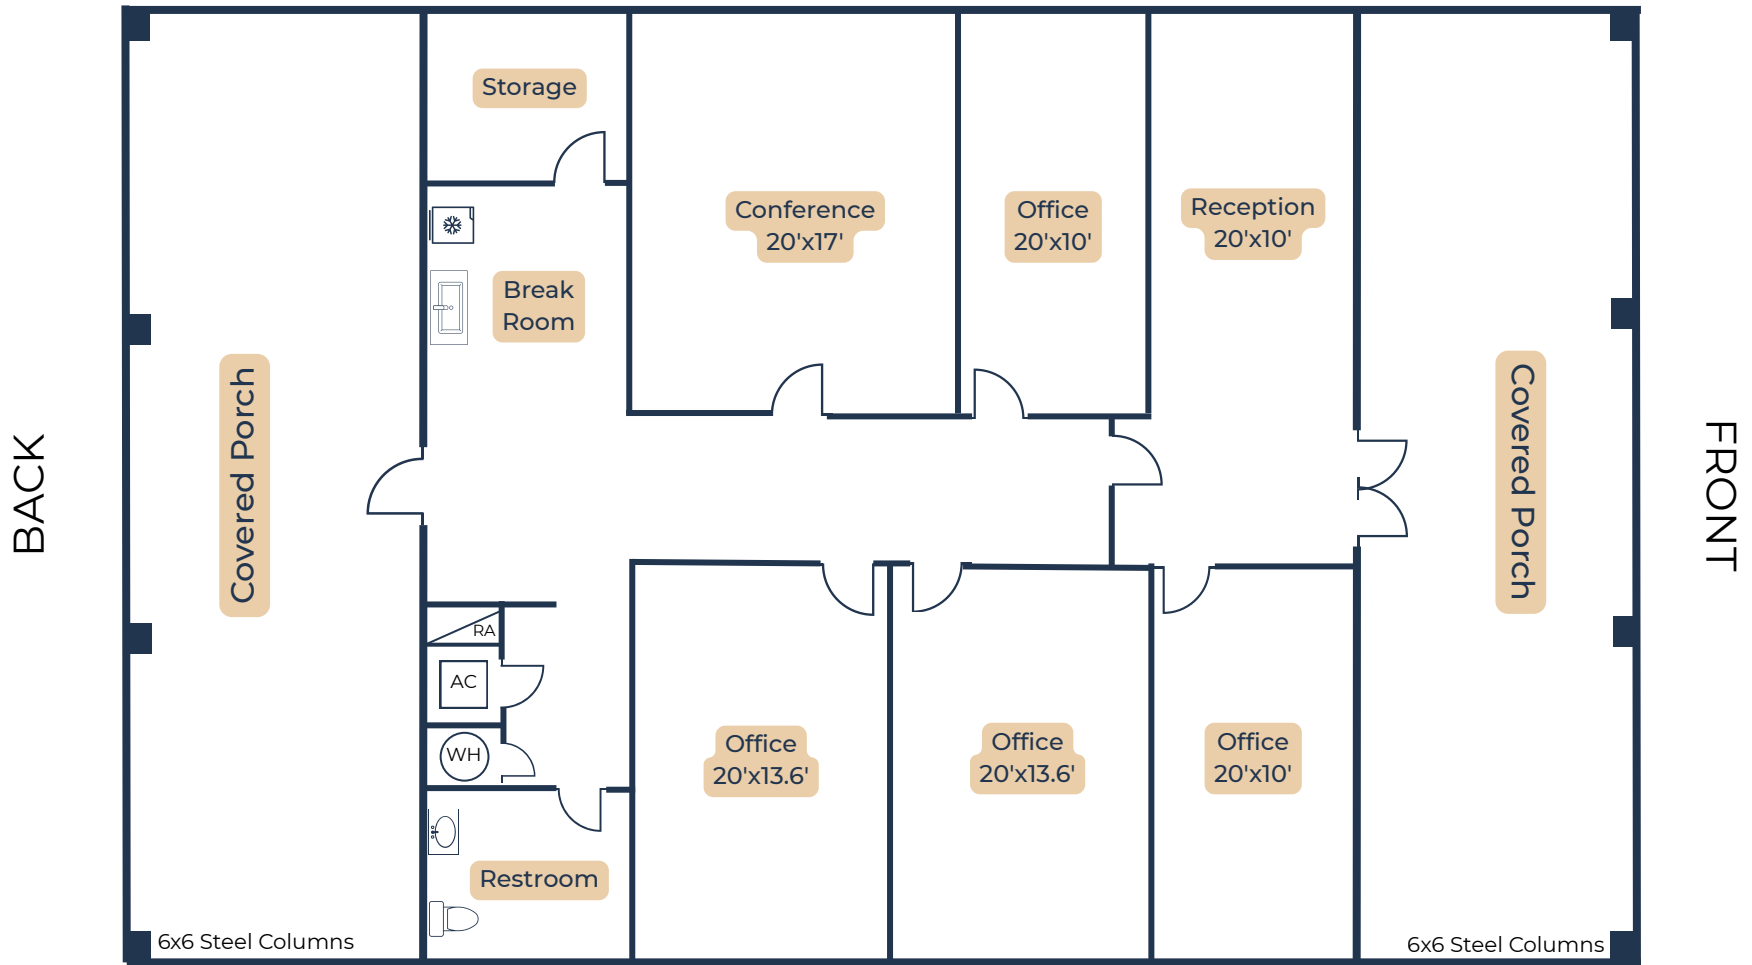 Storage
Conference
20'x17'
Office
20'x10'
Reception
20'x10'
Break
Room
BACK
Covered Porch
Covered Porch
FRONT
RA
AC
WH
Office
20'x13.6'
Office
20'x13.6'
Office
20'x10'
Restroom
6x6 Steel Columns
6x6 Steel Columns